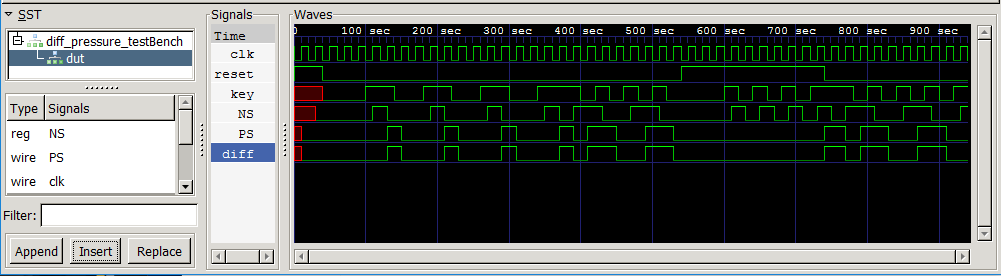 SST
diff_pressure_testBench
dut
Type Signals
reg NS
wire PS
wire clk
Filter:
Append Insert Replace
Signals
Time
clk
reset
key
NS
PS
diff
Waves
0 100 sec 200 sec 300 sec 400 sec 500 sec 600 sec 700 sec 800 sec 900 sec